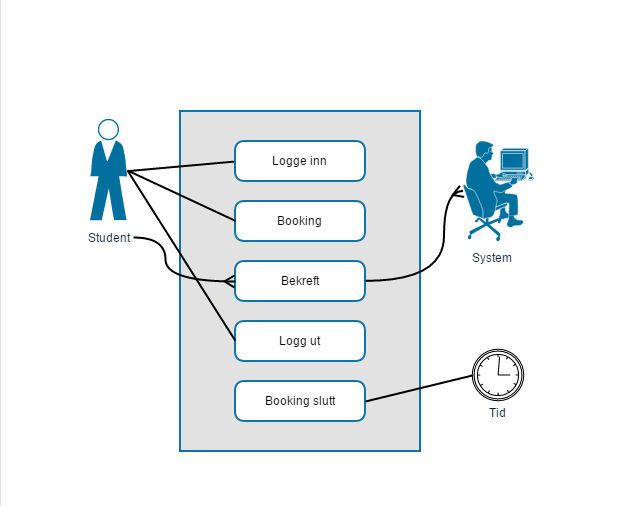 Logge inn
Booking
Student
Bekreft
System
Logg ut
Booking slutt
Tid